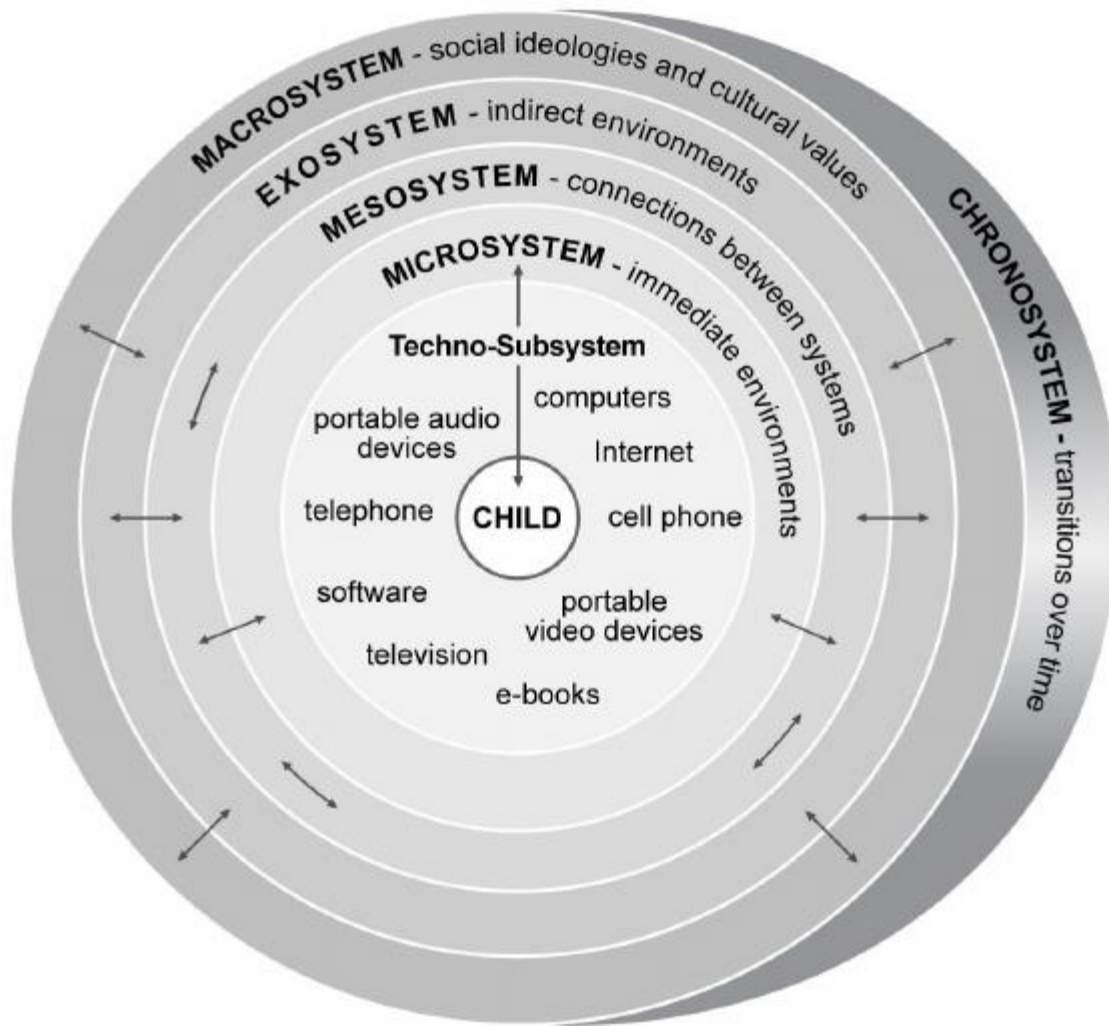 MACROSYSTEM - social ideologies and cultural values
EXOSYSTEM - indirect environments
MESOSYSTEM - connections between systems
MICROSYSTEM - immediate environments
CHRONOSYSTEM - transitions over time
Techno-Subsystem
computers
portable audio
devices
Internet
telephone
CHILD
cell phone
software
portable
video devices
television
e-books